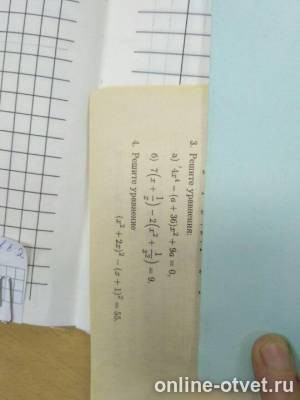 3. Решите уравнения:
а) 4x⁴ − (a + 36)x² + 9a = 0,
б) 7(x + 1/x) − 2(x² + 1/x²) = 9.
4. Решите уравнение
(x² + 2x)² − (x + 1)² = 55.
online-otvet.ru